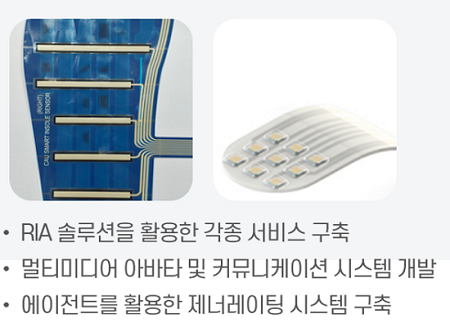 (RIGHT)
CAU SMART INSOLE SENSOR
• RIA 솔루션을 활용한 각종 서비스 구축
• 멀티미디어 아바타 및 커뮤니케이션 시스템 개발
• 에이전트를 활용한 제너레이팅 시스템 구축